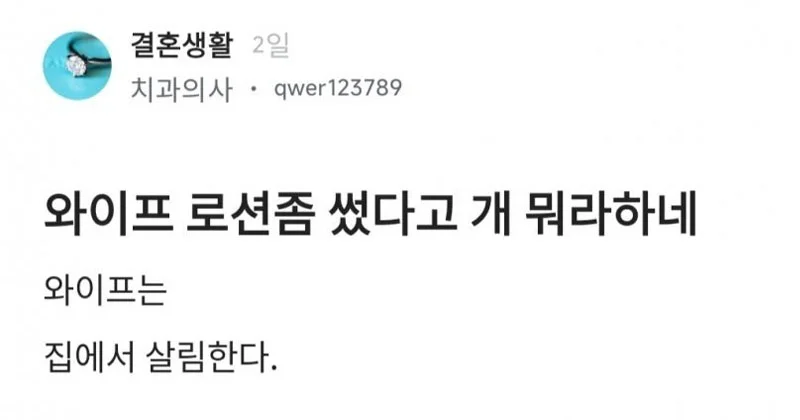 결혼생활 2일
치과의사 · qwer123789
와이프 로션좀 썼다고 개 뭐라하네
와이프는
집에서 살림한다.